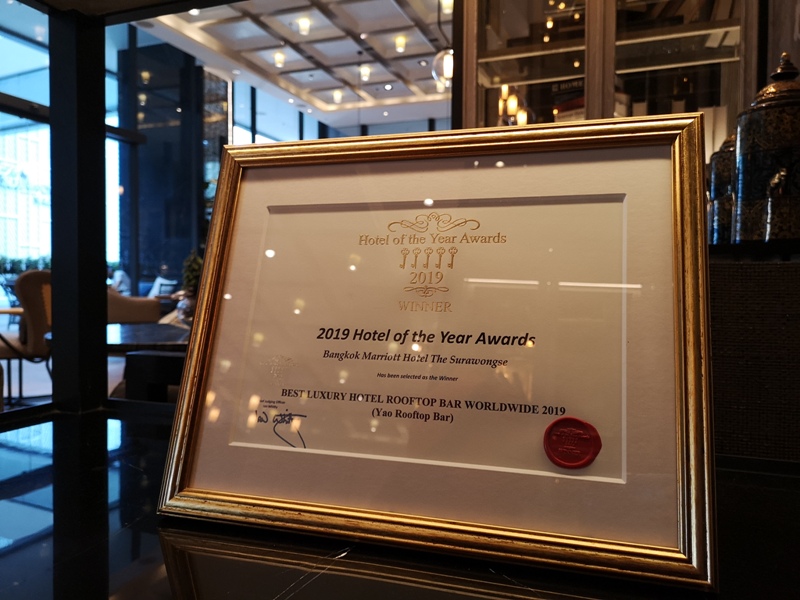 Hotel of the Year Awards
2019
WINNER
2019 Hotel of the Year Awards
Bangkok Marriott Hotel The Surawongse
Has been selected as the Winner
BEST LUXURY HOTEL ROOFTOP BAR WORLDWIDE 2019
(Yao Rooftop Bar)